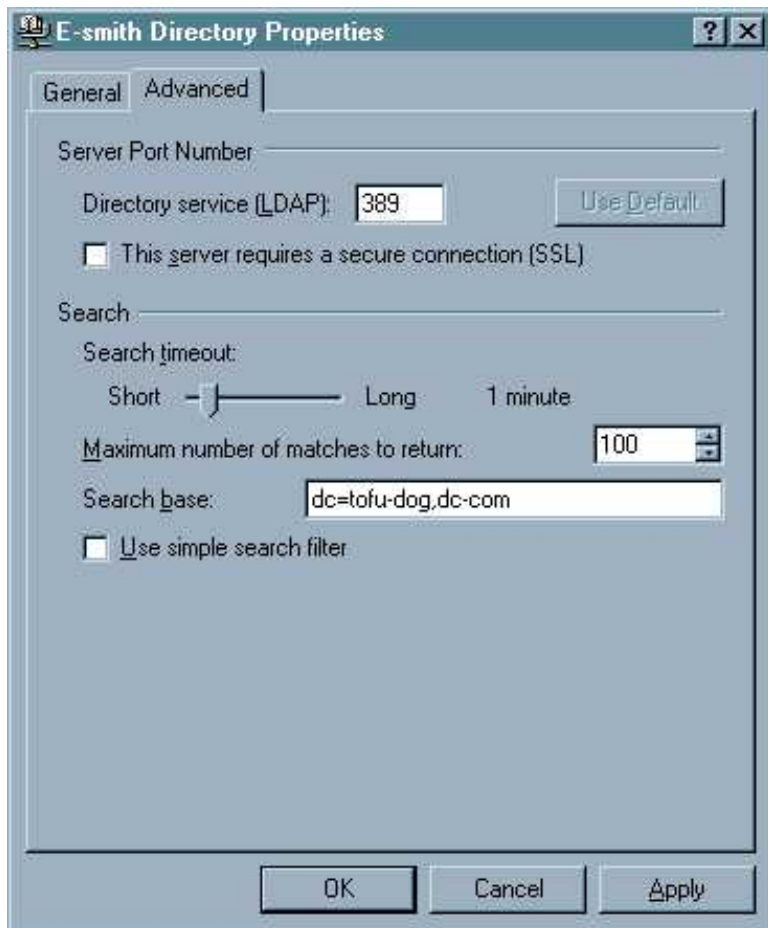 E-smith Directory Properties
General Advanced
Server Port Number
Directory service (LDAP): 389 Use Default
This server requires a secure connection (SSL)
Search
Search timeout:
Short Long 1 minute
Maximum number of matches to return: 100
Search base: dc=tofu-dog,dc-com
Use simple search filter
OK Cancel Apply